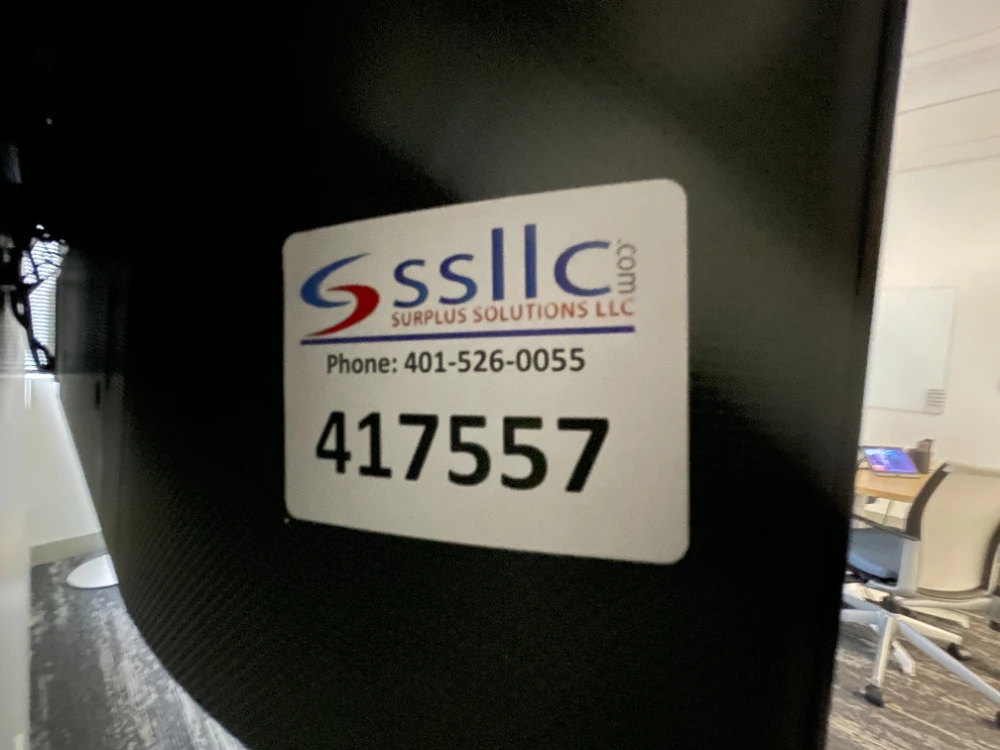 ssllc.com
SURPLUS SOLUTIONS LLC
Phone: 401-526-0055
417557